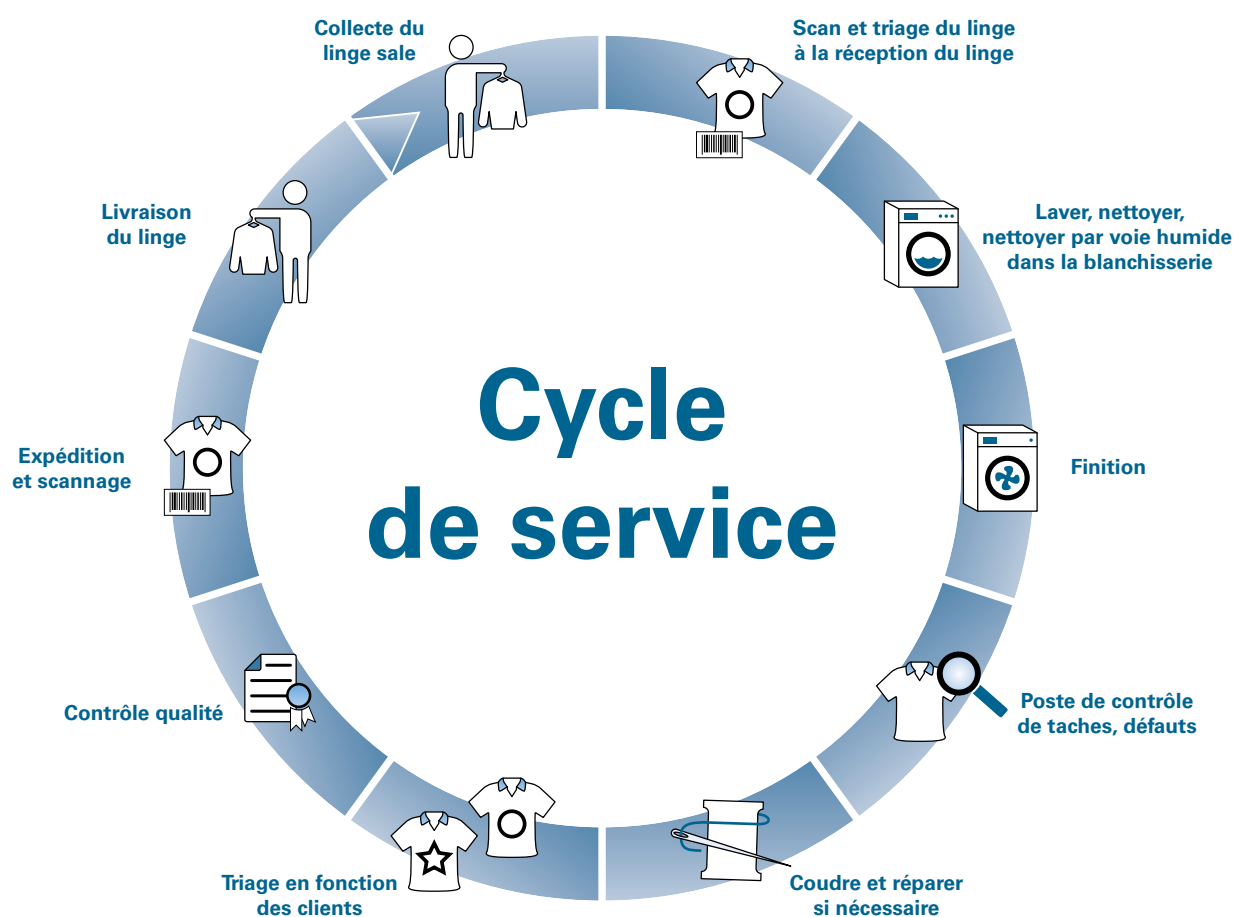 Collecte du
linge sale
Scan et triage du linge
à la réception du linge
Laver, nettoyer,
nettoyer par voie humide
dans la blanchisserie
Finition
Poste de contrôle
de taches, défauts
Coudre et réparer
si nécessaire
Triage en fonction
des clients
Contrôle qualité
Expédition
et scannage
Livraison
du linge
Cycle
de service